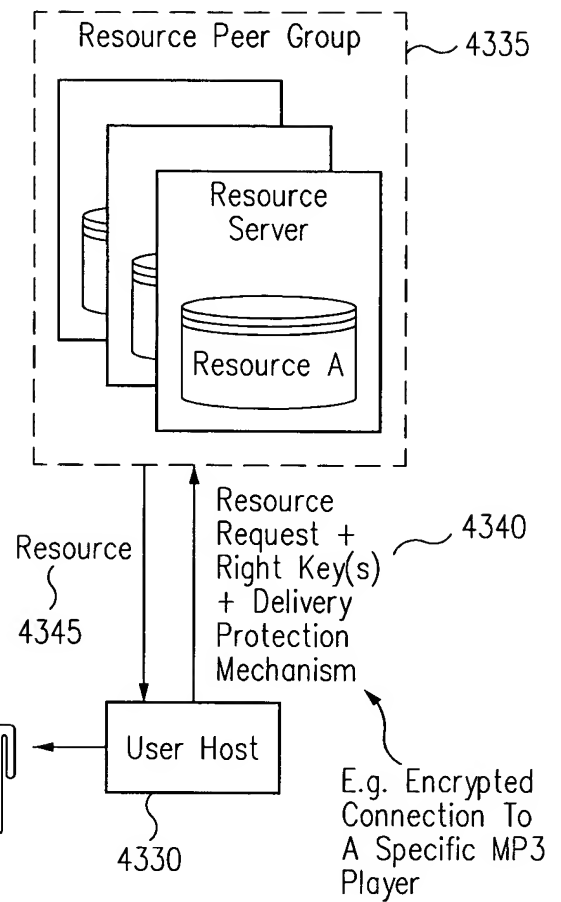 Resource Peer Group
4335
Resource
Server
Resource A
Resource
4345
Resource
Request +
Right Key(s)
+ Delivery
Protection
Mechanism
4340
User Host
4330
E.g. Encrypted
Connection To
A Specific MP3
Player